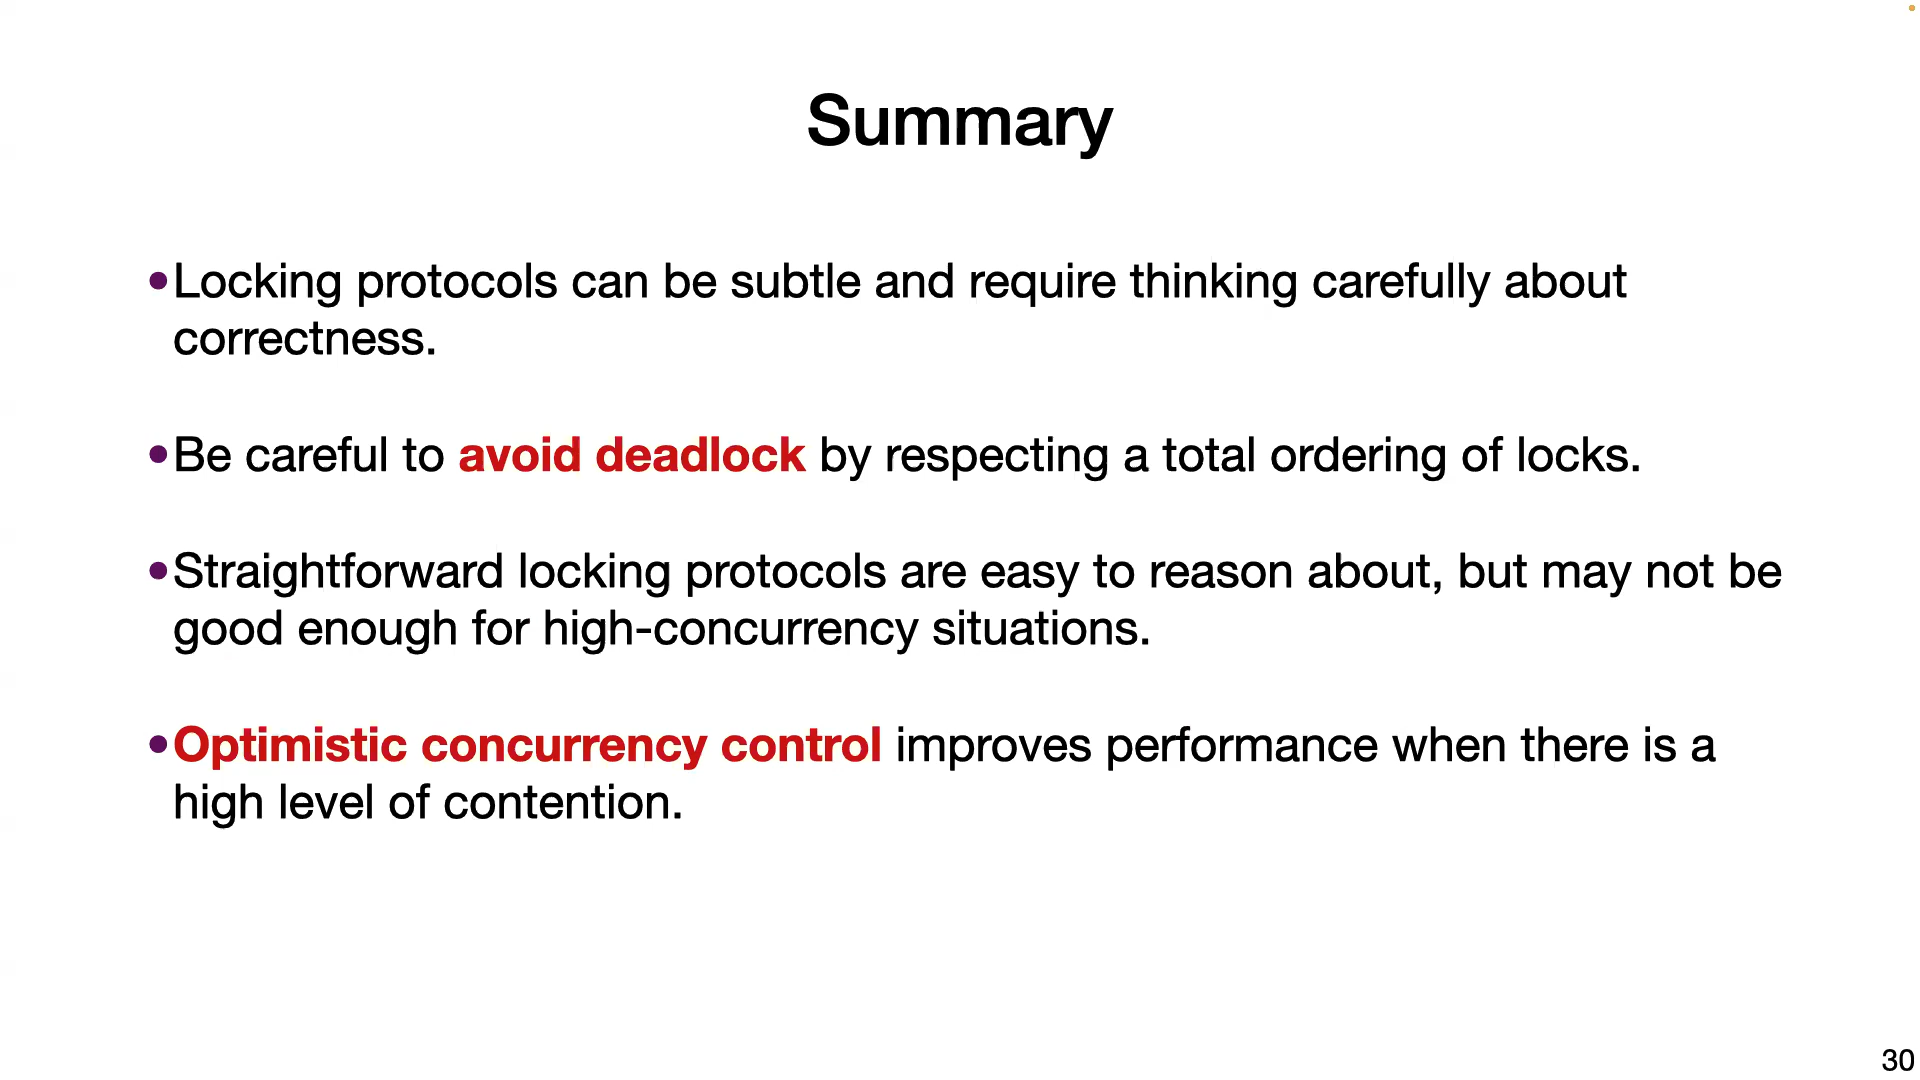 Summary
•Locking protocols can be subtle and require thinking carefully about
correctness.
•Be careful to avoid deadlock by respecting a total ordering of locks.
•Straightforward locking protocols are easy to reason about, but may not be
good enough for high-concurrency situations.
•Optimistic concurrency control improves performance when there is a
high level of contention.
30